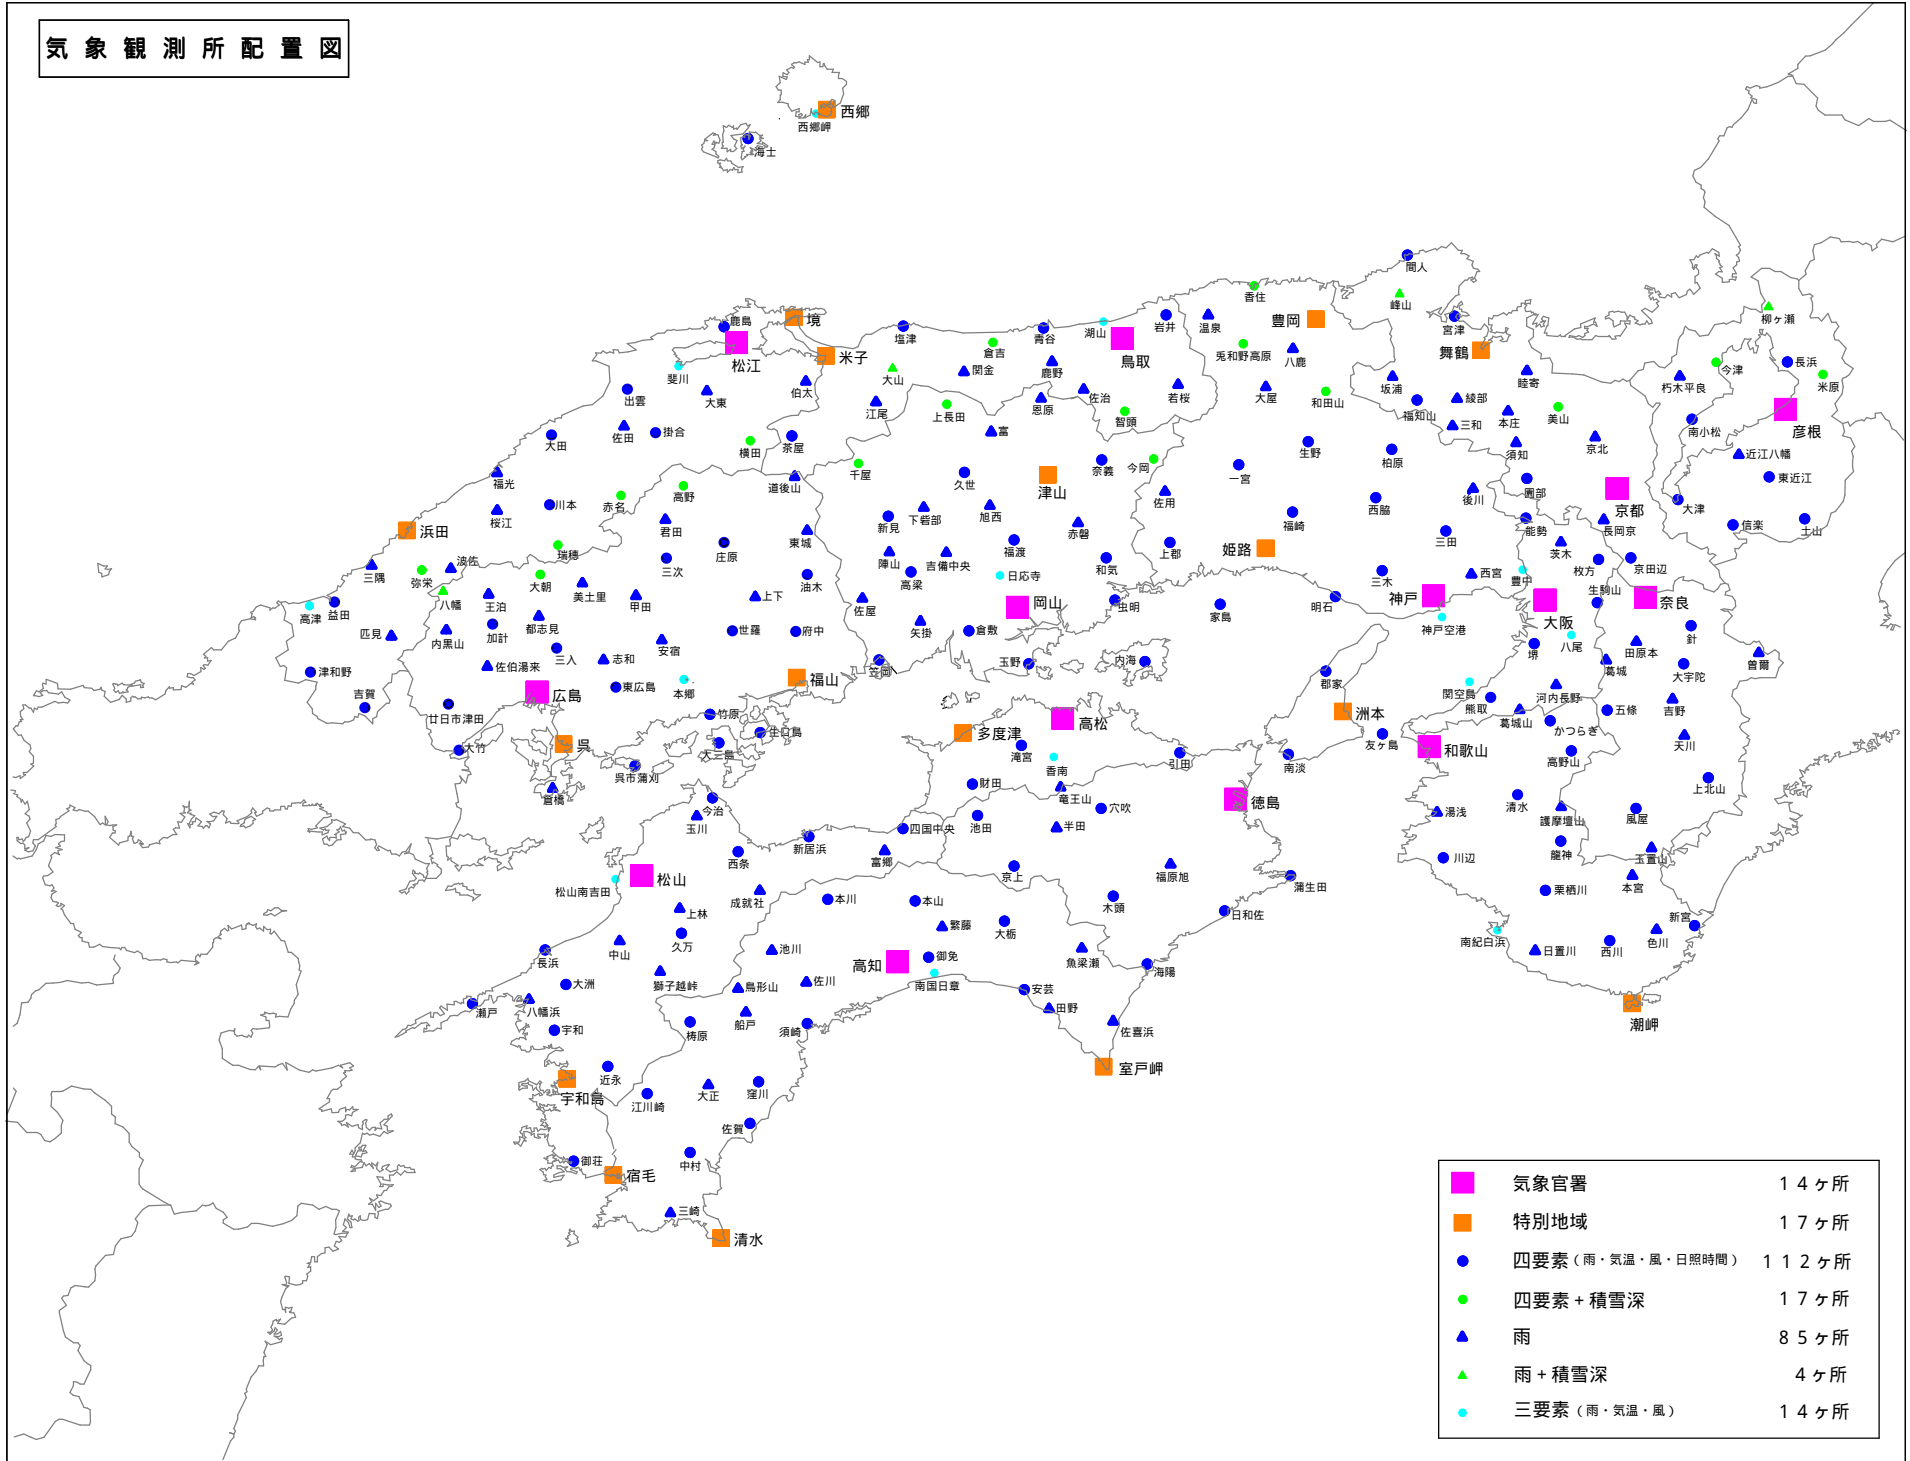 気象観測所配置図
西郷
西郷岬
海士
間人
香住
峰山
柳ヶ瀬
鹿島
境
松江
米子
塩津
青谷
湖山
岩井
温泉
豊岡
宮津
舞鶴
鳥取
倉吉
兎和野高原
八鹿
斐川
大山
関金
鹿野
長浜
今津
米原
朽木平良
睦寄
出雲
大東
伯太
江尾
上長田
恩原
佐治
若桜
智頭
大屋
和田山
坂浦
福知山
綾部
本庄
美山
彦根
南小松
大田
佐田
掛合
横田
茶屋
富
三和
須知
京北
近江八幡
東近江
千屋
久世
津山
奈義
今岡
一宮
生野
柏原
福光
道後山
高野
赤名
川本
桜江
佐用
西脇
後川
園部
京都
大津
浜田
君田
東城
新見
下呰部
旭西
赤磐
福崎
能勢
長岡京
信楽
土山
瑞穂
三次
庄原
陣山
吉備中央
福渡
上郡
姫路
三田
茨木
枚方
京田辺
三隅
弥栄
波佐
八幡
大朝
美土里
甲田
上下
油木
高梁
日応寺
和気
三木
西宮
豊中
生駒山
高津
益田
王泊
佐屋
岡山
虫明
家島
明石
神戸
神戸空港
大阪
奈良
匹見
内黒山
加計
都志見
世羅
府中
矢掛
倉敷
八尾
針
三入
安宿
堺
田原本
曽爾
津和野
佐伯湯来
志和
笠岡
玉野
内海
郡家
葛城
大宇陀
吉賀
東広島
本郷
福山
関空島
河内長野
熊取
葛城山
五條
吉野
廿日市津田
広島
竹原
生口島
高松
洲本
かつらぎ
大竹
呉
大三島
多度津
滝宮
香南
引田
南淡
友ヶ島
和歌山
高野山
天川
呉市蒲刈
倉橋
財田
竜王山
上北山
今治
玉川
四国中央
池田
半田
穴吹
徳島
湯浅
清水
護摩壇山
風屋
新居浜
西条
富郷
龍神
玉置山
松山
松山南吉田
京上
福原旭
蒲生田
川辺
本宮
成就社
上林
本川
本山
木頭
日和佐
栗栖川
新宮
繁藤
大栃
色川
久万
中山
池川
高知
御免
南国日章
魚梁瀬
海陽
南紀白浜
日置川
西川
長浜
大洲
獅子越峠
鳥形山
佐川
安芸
田野
瀬戸
八幡浜
船戸
佐喜浜
潮岬
宇和
梼原
須崎
近永
室戸岬
宇和島
江川崎
大正
窪川
佐賀
御荘
宿毛
中村
三崎
清水
気象官署 14ヶ所
特別地域 17ヶ所
四要素(雨・気温・風・日照時間) 112ヶ所
四要素+積雪深 17ヶ所
雨 85ヶ所
雨+積雪深 4ヶ所
三要素(雨・気温・風) 14ヶ所